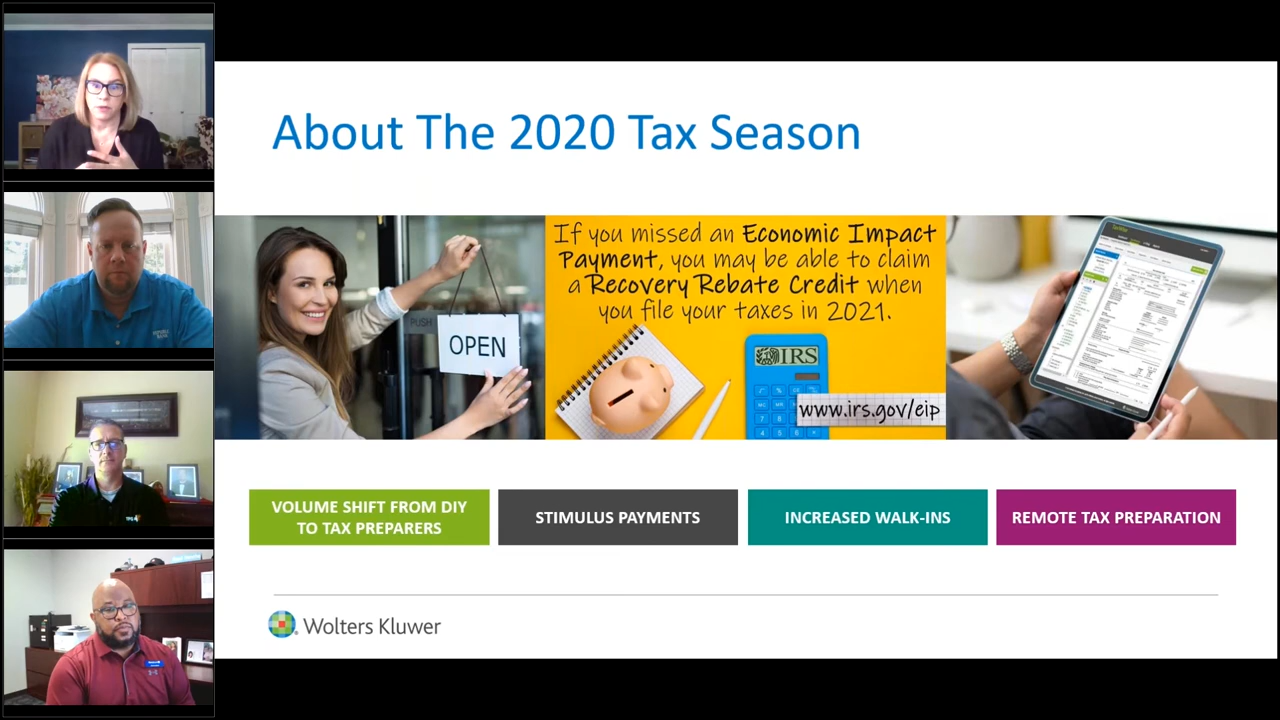 About The 2020 Tax Season
PUSH
OPEN
If you missed an Economic Impact
Payment, you may be able to claim
a Recovery Rebate Credit when
you file your taxes in 2021.
IRS
www.irs.gov/eip
VOLUME SHIFT FROM DIY
TO TAX PREPARERS
STIMULUS PAYMENTS
INCREASED WALK-INS
REMOTE TAX PREPARATION
Wolters Kluwer